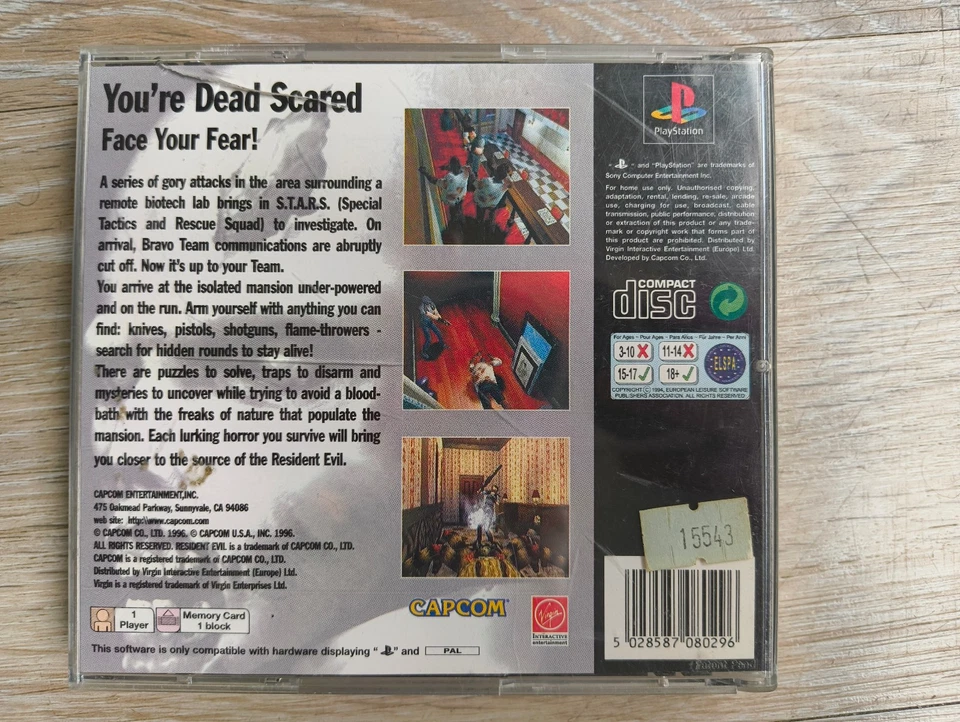 You're Dead Scared
Face Your Fear!
A series of gory attacks in the area surrounding a
remote biotech lab brings in S.T.A.R.S. (Special
Tactics and Rescue Squad) to investigate. On
arrival, Bravo Team communications are abruptly
cut off. Now it's up to your Team.
You arrive at the isolated mansion under-powered
and on the run. Arm yourself with anything you can
find: knives, pistols, shotguns, flame-throwers -
search for hidden rounds to stay alive!
There are puzzles to solve, traps to disarm and
mysteries to uncover while trying to avoid a blood-
bath with the freaks of nature that populate the
mansion. Each lurking horror you survive will bring
you closer to the source of the Resident Evil.
CAPCOM ENTERTAINMENT,INC.
475 Oakmead Parkway, Sunnyvale, CA 94086
web site: http://www.capcom.com
© CAPCOM CO., LTD. 1996. © CAPCOM U.S.A., INC. 1996.
ALL RIGHTS RESERVED. RESIDENT EVIL is a trademark of CAPCOM CO., LTD.
CAPCOM is a registered trademark of CAPCOM CO., LTD.
Distributed by Virgin Interactive Entertainment (Europe) Ltd.
Virgin is a registered trademark of Virgin Enterprises Ltd.
1
Player
Memory Card
1 block
CAPCOM
Virgin
INTERACTIVE
entertainment
This software is only compatible with hardware displaying " " and PAL
PlayStation
" " and "PlayStation" are trademarks of
Sony Computer Entertainment Inc.
For home use only. Unauthorised copying,
adaptation, rental, lending, re-sale, arcade
use, charging for use, broadcast, cable
transmission, public performance, distribution
or extraction of this product or any trade-
mark or copyright work that forms part of
this product are prohibited. Distributed by
Virgin Interactive Entertainment (Europe) Ltd.
Developed by Capcom Co., Ltd.
COMPACT
disc
For Ages - Pour Ages - Para Años - Für Jahre - Per Anni
3-10 11-14
15-17 18+
ELSPA
COPYRIGHT © 1994, EUROPEAN LEISURE SOFTWARE
PUBLISHERS ASSOCIATION. ALL RIGHTS RESERVED
15543
5 028587 080296